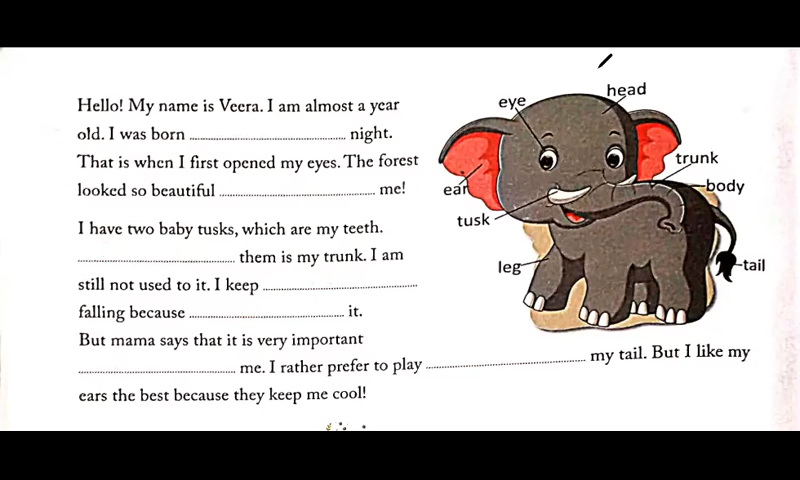 Hello! My name is Veera. I am almost a year
old. I was born .......................................... night.
That is when I first opened my eyes. The forest
looked so beautiful .......................................... me!
I have two baby tusks, which are my teeth.
.......................................... them is my trunk. I am
still not used to it. I keep ..........................................
falling because .......................................... it.
But mama says that it is very important
.......................................... me. I rather prefer to play .......................................... my tail. But I like my
ears the best because they keep me cool!
eye
head
trunk
ear
body
tusk
leg
tail